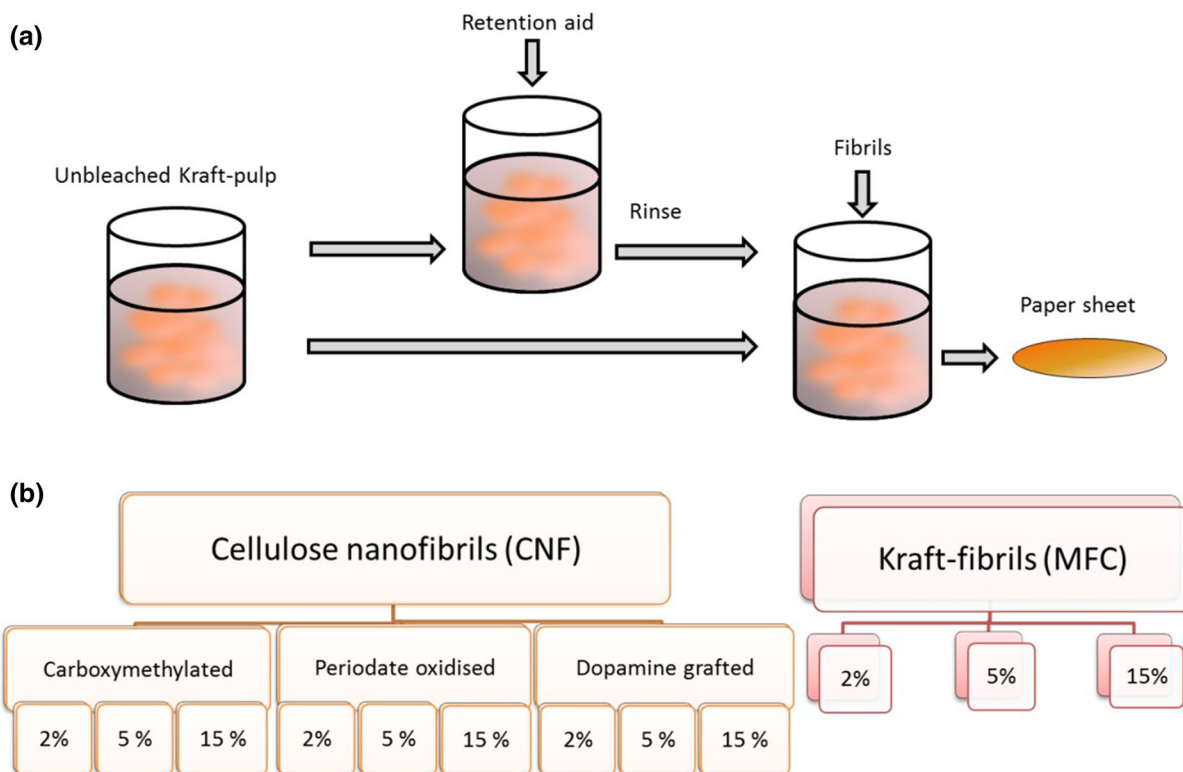 (a)
Retention aid
Unbleached Kraft-pulp
Fibrils
Rinse
Paper sheet
(b)
Cellulose nanofibrils (CNF)
Kraft-fibrils (MFC)
Carboxymethylated
Periodate oxidised
Dopamine grafted
2%
5%
15%
2%
5 %
15 %
2%
5 %
15 %
2%
5 %
15 %